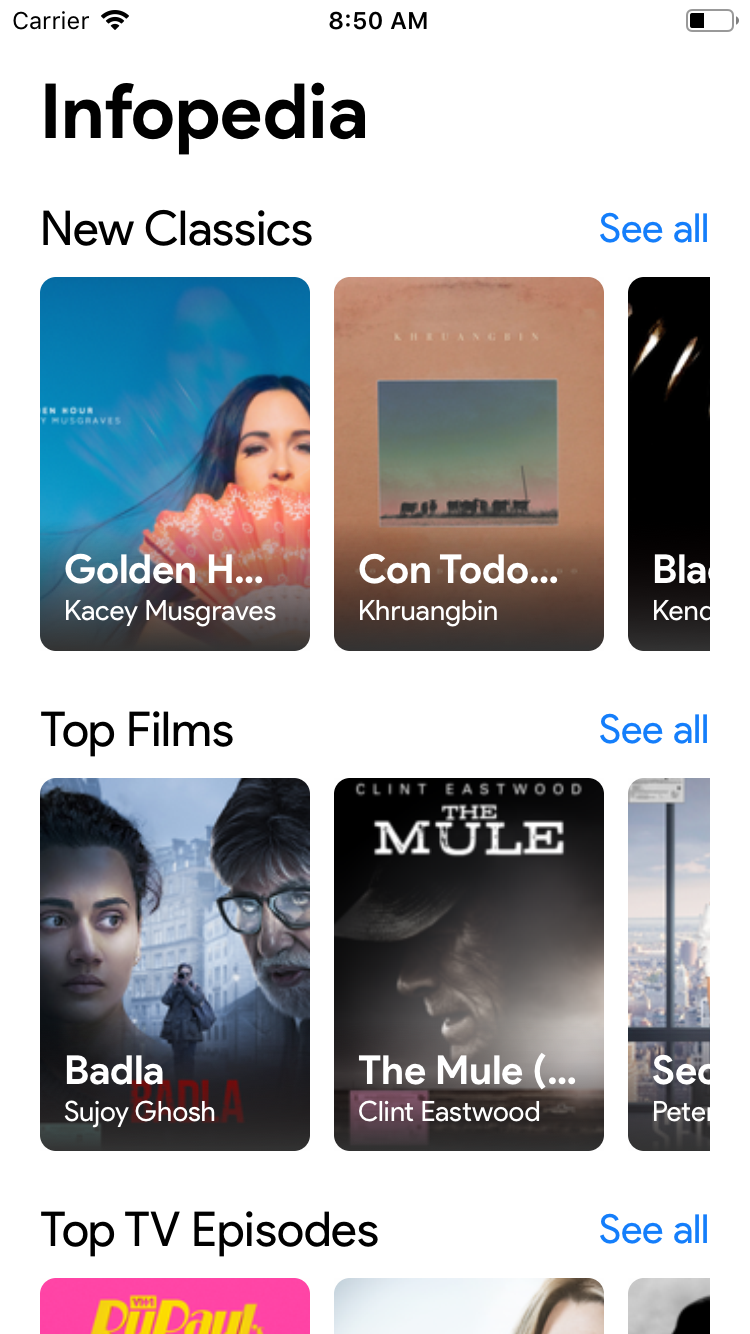 Carrier
8:50 AM
Infopedia
New Classics
See all
EN HOUR
Y MUSGRAVES
Golden H...
Kacey Musgraves
KHRUANGBIN
Con Todo...
Khruangbin
Bla
Kend
Top Films
See all
BADLA
Badla
Sujoy Ghosh
CLINT EASTWOOD
THE
MULE
The Mule (...
Clint Eastwood
Sec
Peter
Top TV Episodes
See all
VH1
RuPaul